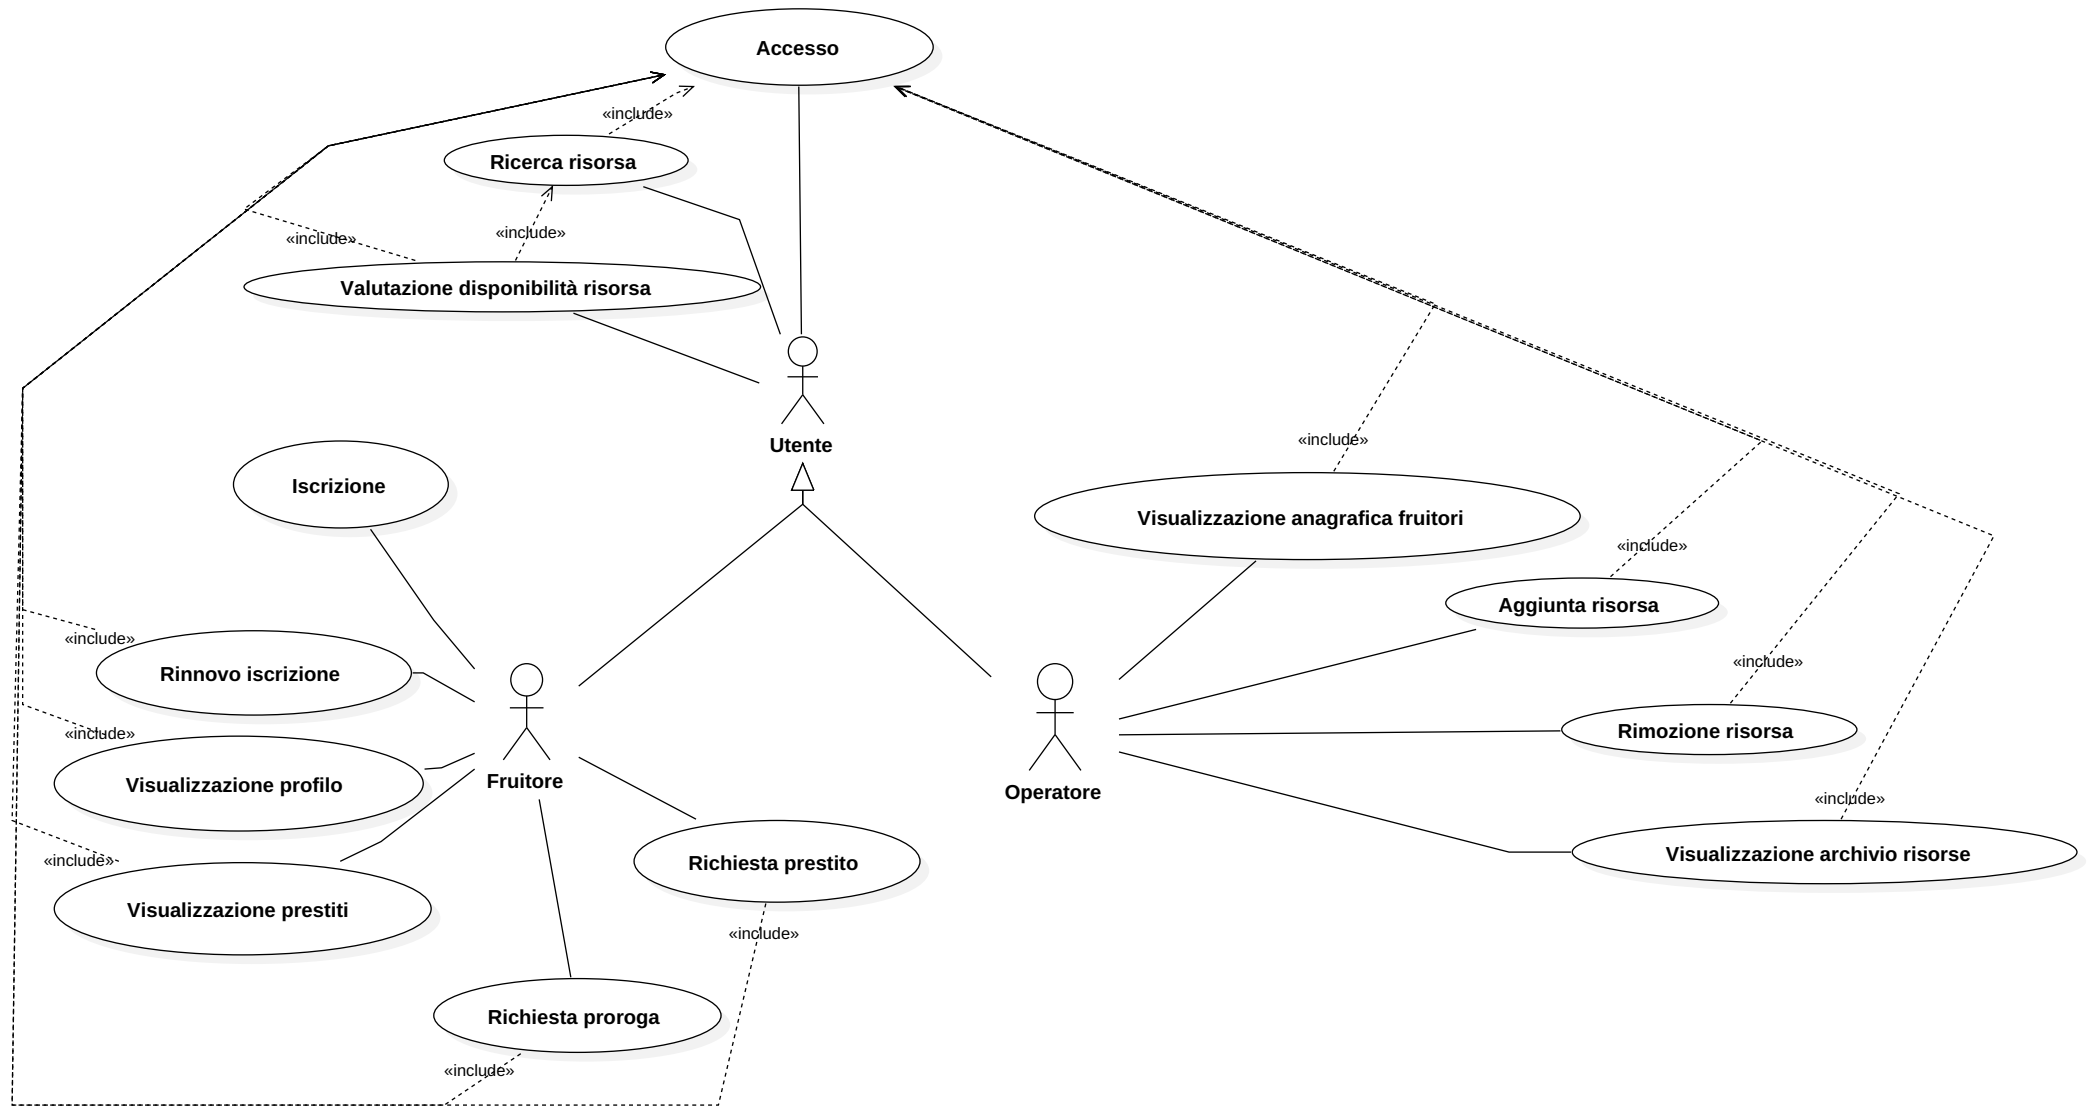 Accesso
«include»
Ricerca risorsa
«include»
«include»
Valutazione disponibilità risorsa
Utente
«include»
Iscrizione
Visualizzazione anagrafica fruitori
«include»
Aggiunta risorsa
«include»
Rinnovo iscrizione
«include»
Rimozione risorsa
«include»
Visualizzazione profilo
Fruitore
Operatore
«include»
«include»
Richiesta prestito
Visualizzazione archivio risorse
Visualizzazione prestiti
«include»
Richiesta proroga
«include»